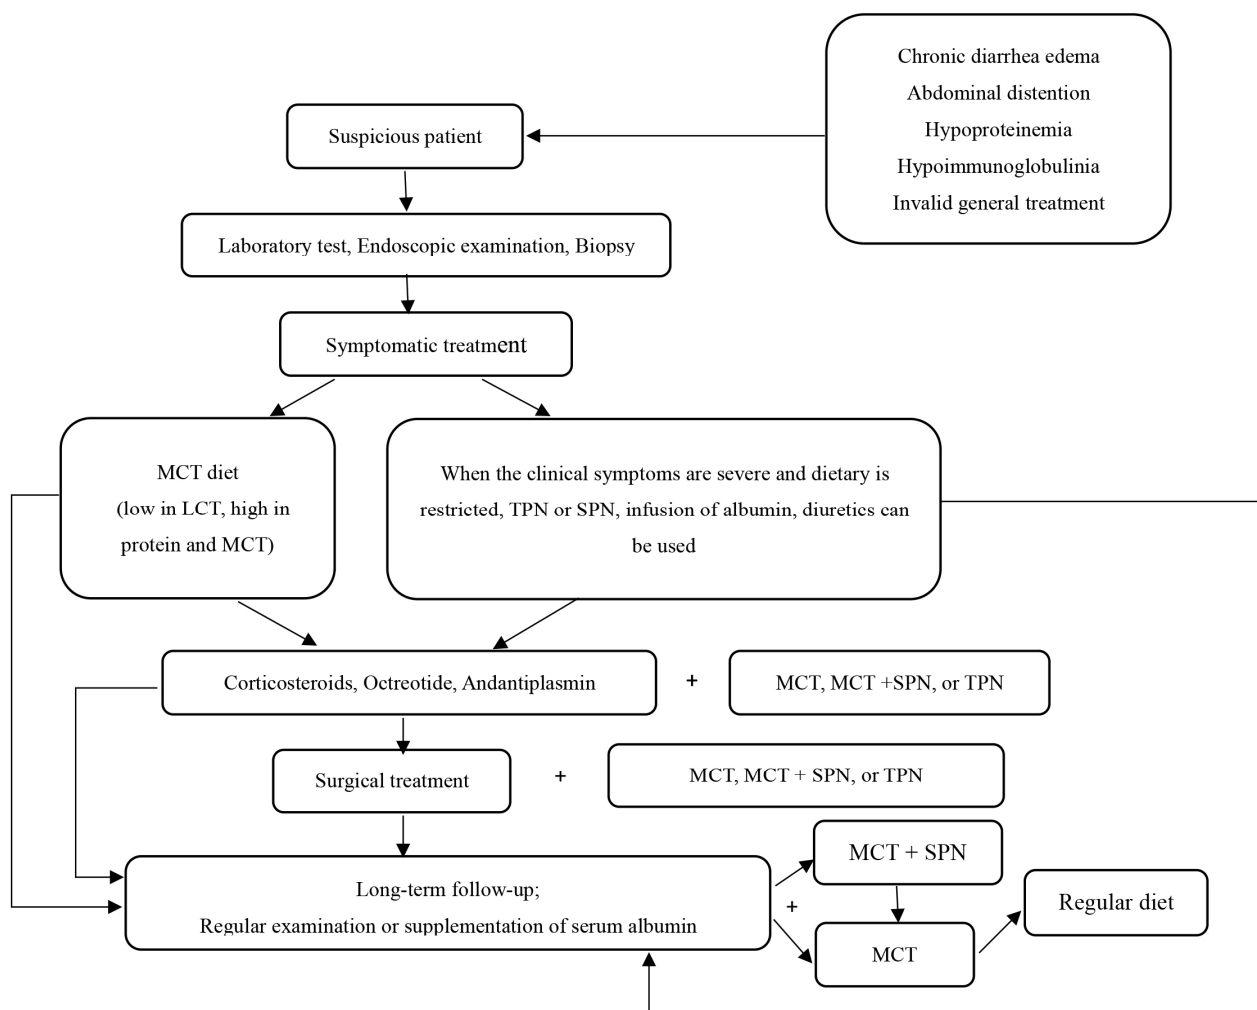 Chronic diarrhea edema
Abdominal distention
Hypoproteinemia
Hypoimmunoglobulinia
Invalid general treatment
Suspicious patient
Laboratory test, Endoscopic examination, Biopsy
Symptomatic treatment
MCT diet
(low in LCT, high in
protein and MCT)
When the clinical symptoms are severe and dietary is
restricted, TPN or SPN, infusion of albumin, diuretics can
be used
Corticosteroids, Octreotide, Andantiplasmin
+
MCT, MCT +SPN, or TPN
Surgical treatment
+
MCT, MCT + SPN, or TPN
Long-term follow-up;
Regular examination or supplementation of serum albumin
+
MCT + SPN
MCT
Regular diet